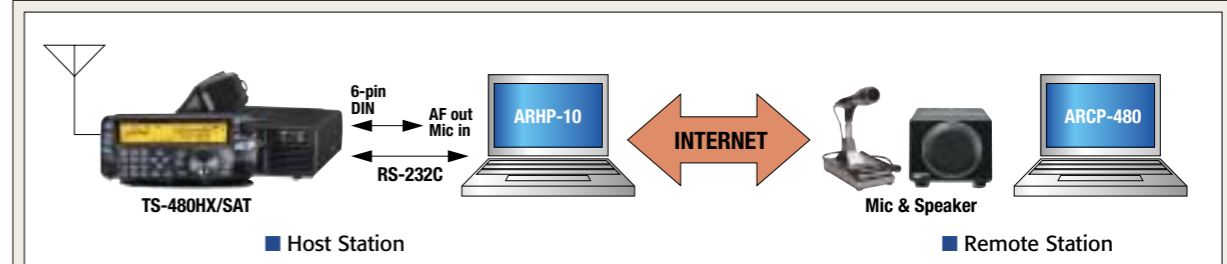 6-pin
DIN
AF out
Mic in
RS-232C
ARHP-10
INTERNET
ARCP-480
TS-480HX/SAT
Mic & Speaker
Host Station
Remote Station